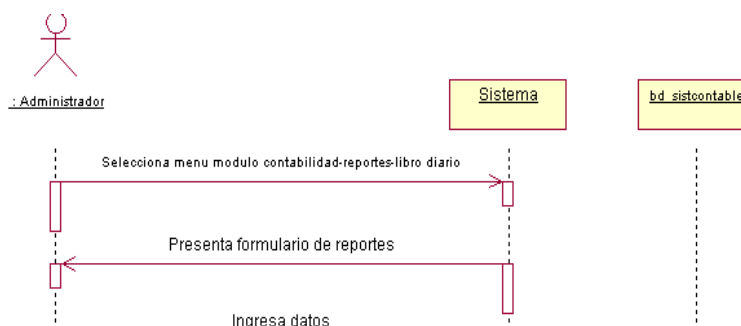 : Administrador
Sistema
bd_sistcontable
Selecciona menu modulo contabilidad-reportes-libro diario
Presenta formulario de reportes
Ingresa datos